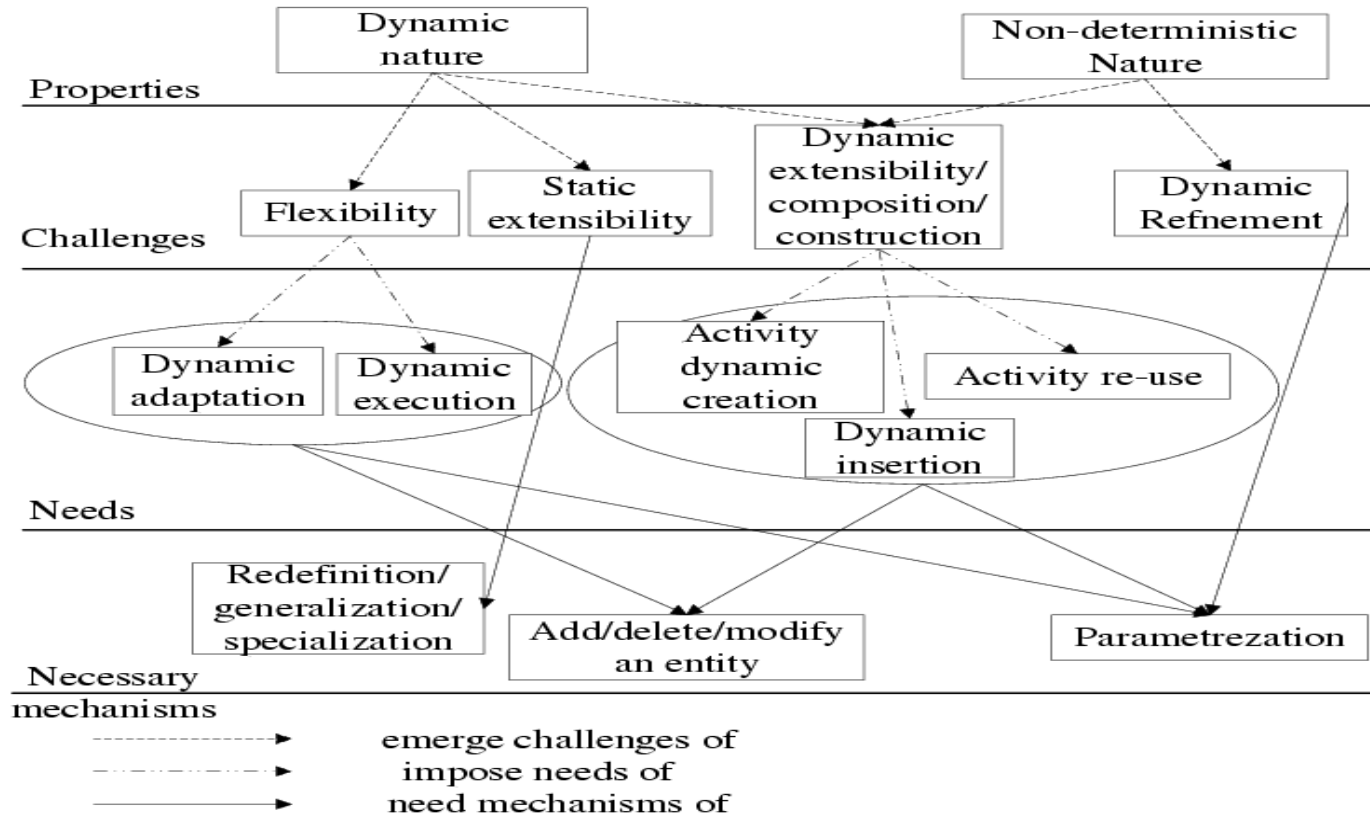 Dynamic
nature
Non-deterministic
Nature
Properties
Dynamic
extensibility/
composition/
construction
Static
extensibility
Flexibility
Dynamic
Refnement
Challenges
Activity
dynamic
creation
Dynamic
adaptation
Dynamic
execution
Activity re-use
Dynamic
insertion
Needs
Redefinition/
generalization/
specialization
Add/delete/modify
an entity
Parametrezation
Necessary
mechanisms
emerge challenges of
impose needs of
need mechanisms of